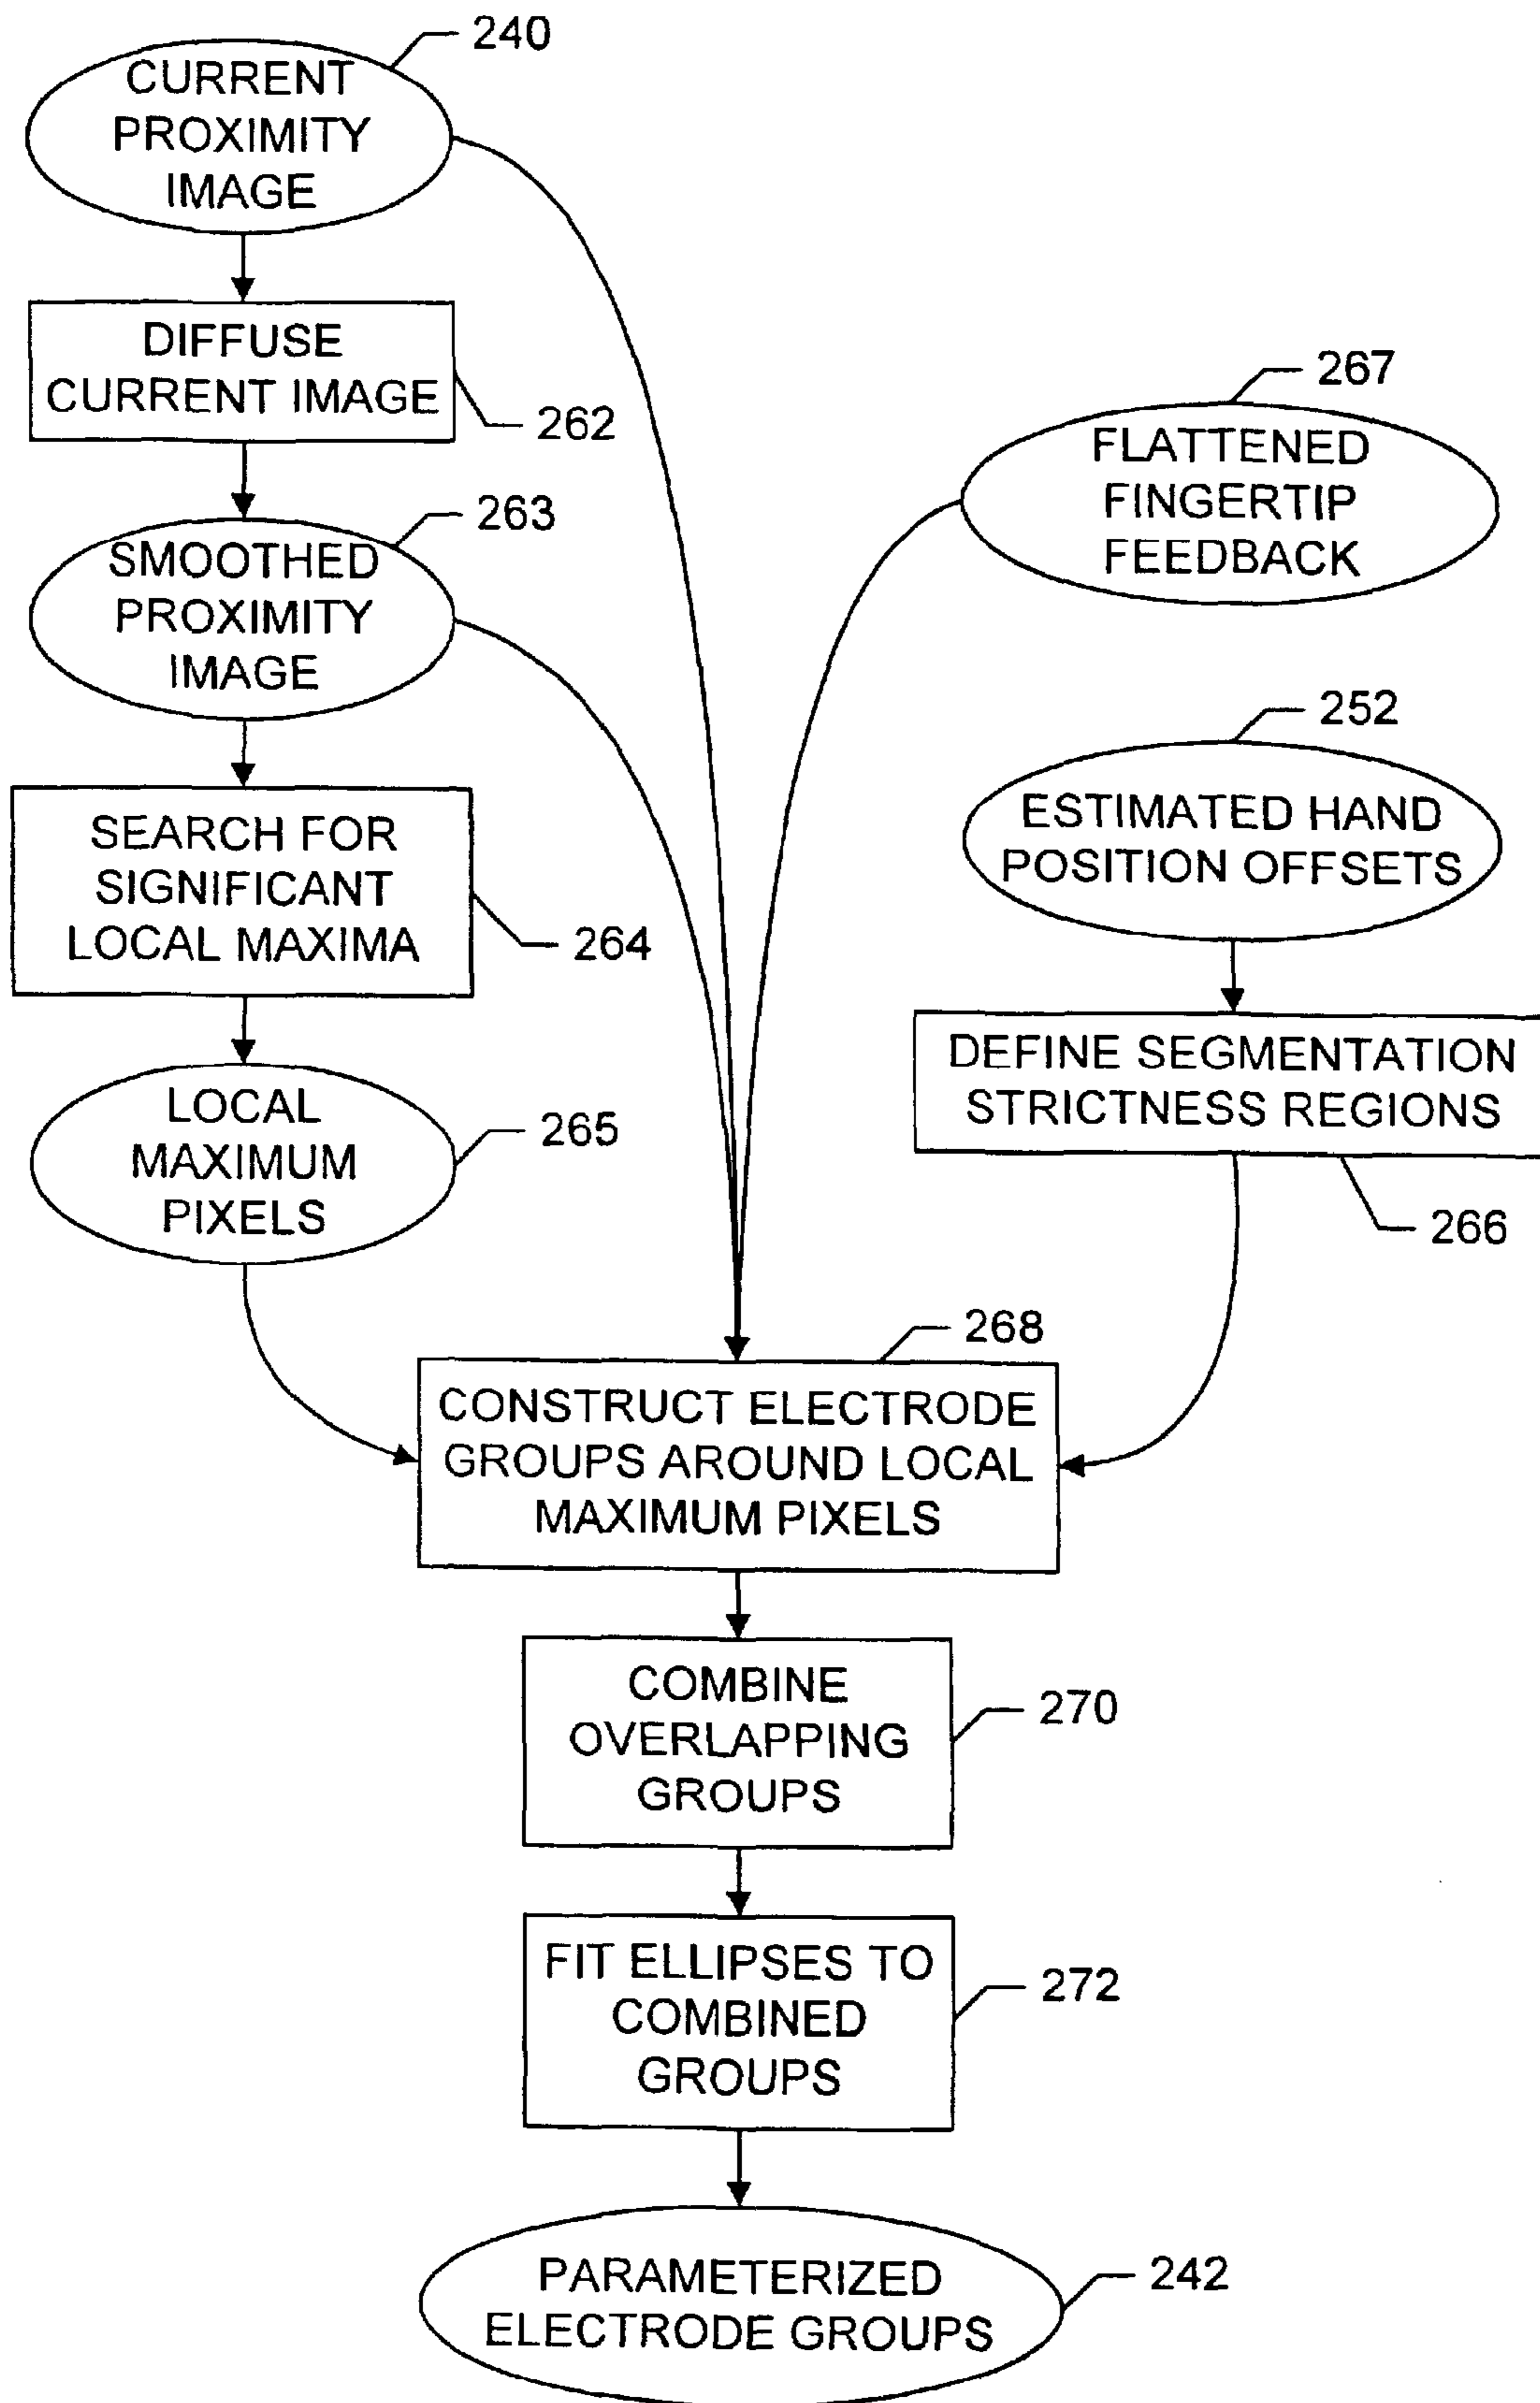 240
CURRENT
PROXIMITY
IMAGE
DIFFUSE
CURRENT IMAGE
262
267
FLATTENED
FINGERTIP
FEEDBACK
263
SMOOTHED
PROXIMITY
IMAGE
252
ESTIMATED HAND
POSITION OFFSETS
SEARCH FOR
SIGNIFICANT
LOCAL MAXIMA
264
DEFINE SEGMENTATION
STRICTNESS REGIONS
266
LOCAL
MAXIMUM
PIXELS
265
268
CONSTRUCT ELECTRODE
GROUPS AROUND LOCAL
MAXIMUM PIXELS
COMBINE
OVERLAPPING
GROUPS
270
FIT ELLIPSES TO
COMBINED
GROUPS
272
PARAMETERIZED
ELECTRODE GROUPS
242